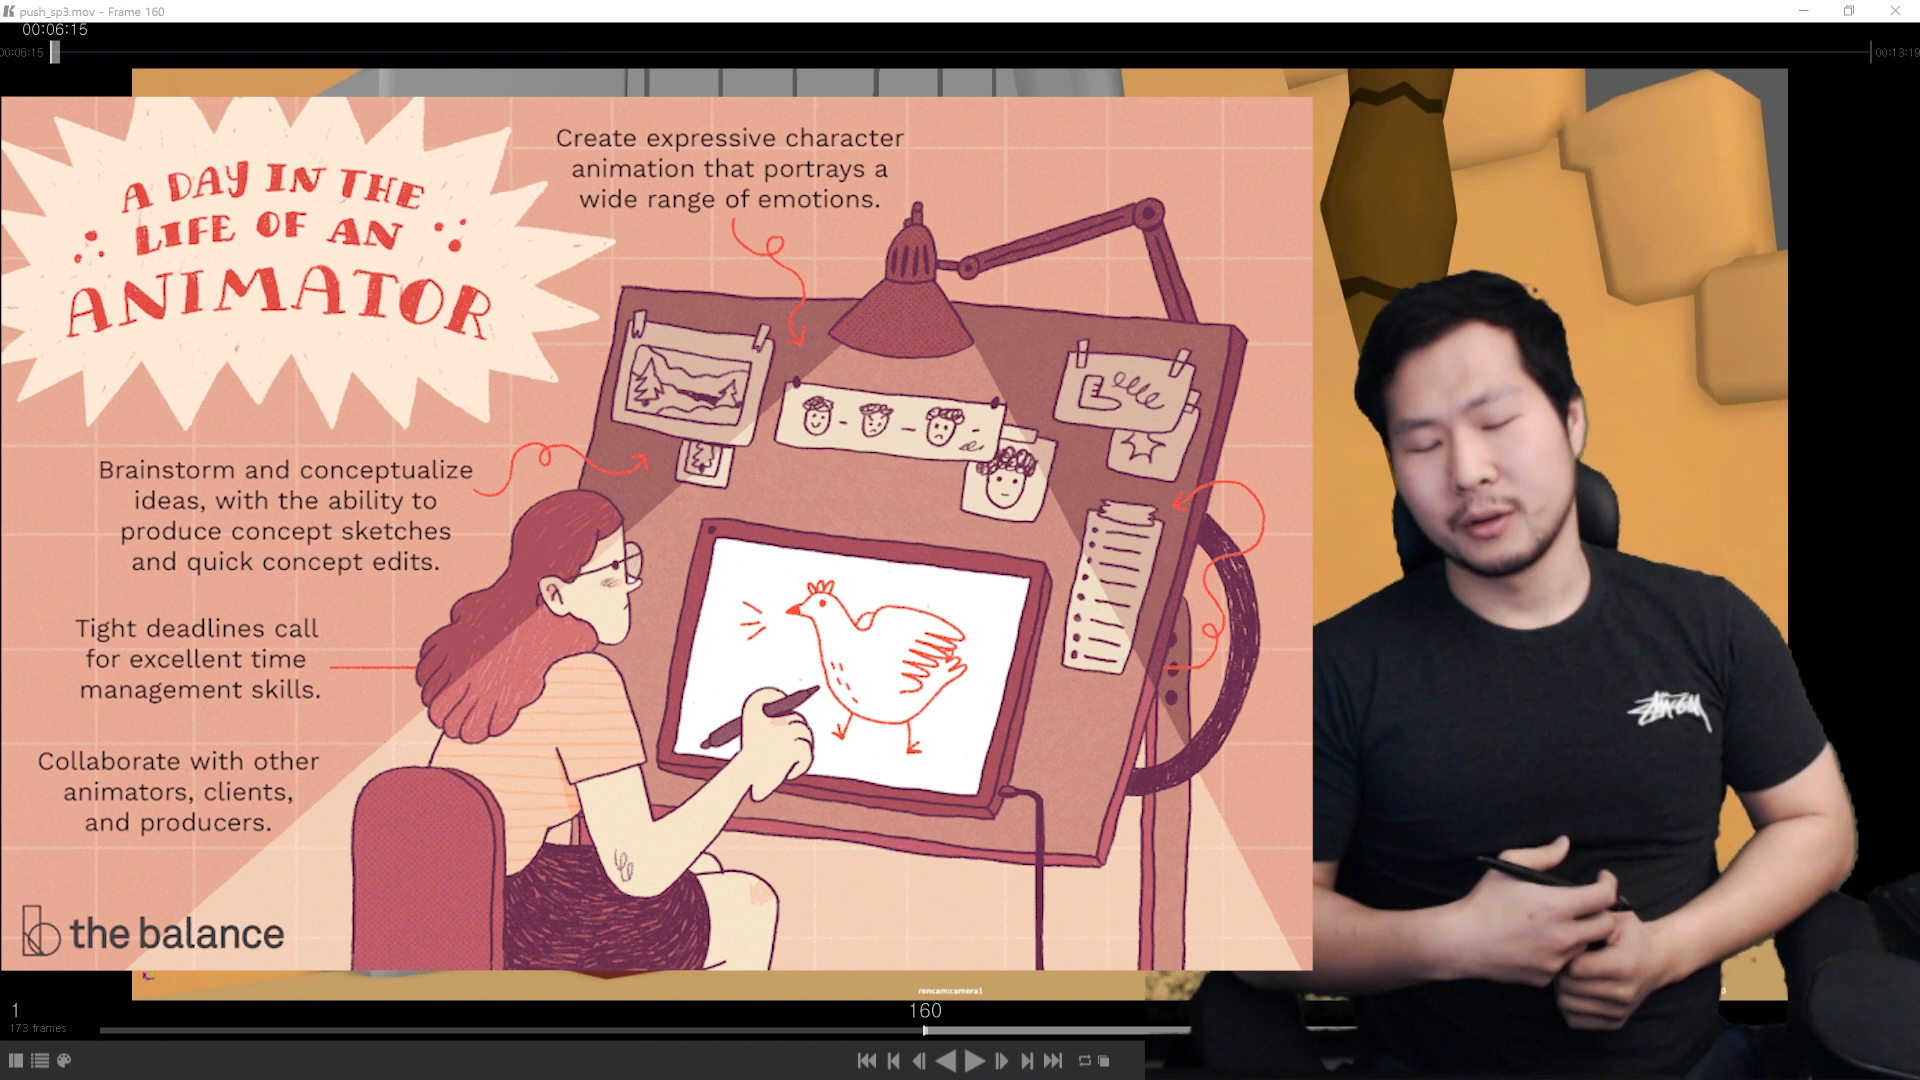 push_sp3.mov - Frame 160
00:06:15
00:06:15
00:13:19
A DAY IN THE
LIFE OF AN
ANIMATOR
Create expressive character
animation that portrays a
wide range of emotions.
Brainstorm and conceptualize
ideas, with the ability to
produce concept sketches
and quick concept edits.
Tight deadlines call
for excellent time
management skills.
Collaborate with other
animators, clients,
and producers.
the balance
rencam:camera1
1
160
173 frames